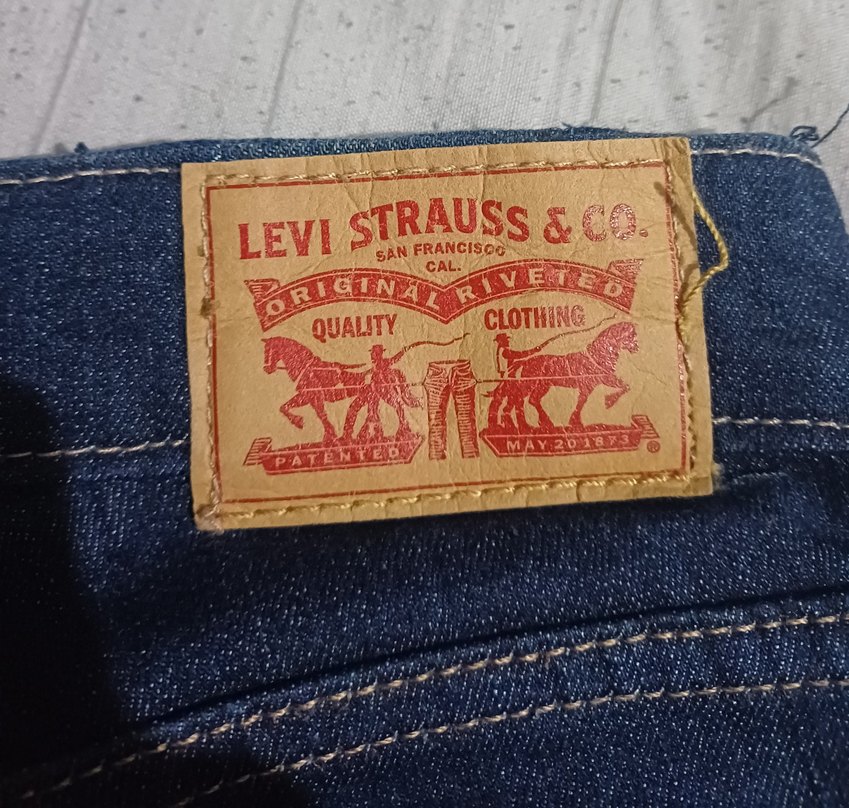 LEVI STRAUSS & CO.
SAN FRANCISCO
CAL.
ORIGINAL RIVETED
QUALITY CLOTHING
PATENTED MAY 20 1873 ®